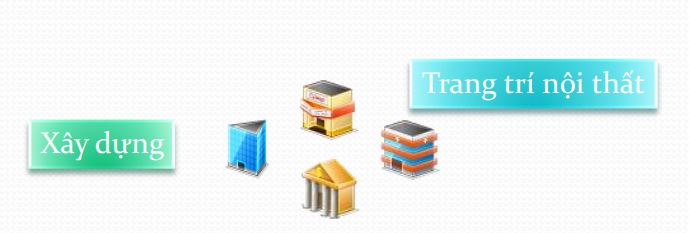 Trang trí nội thất
Xây dựng